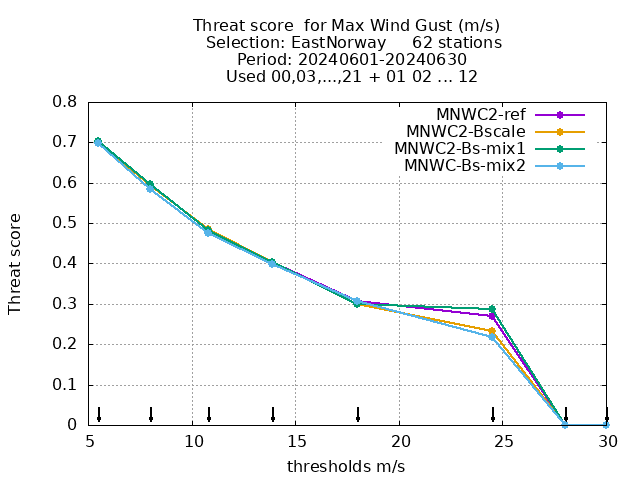 Threat score  for Max Wind Gust (m/s)
Selection: EastNorway     62 stations
Period: 20240601-20240630
Used 00,03,...,21 + 01 02 ... 12
MNWC2-ref
MNWC2-Bscale
MNWC2-Bs-mix1
MNWC-Bs-mix2
Threat score
0.8
0.7
0.6
0.5
0.4
0.3
0.2
0.1
0
5 10 15 20 25 30
thresholds m/s